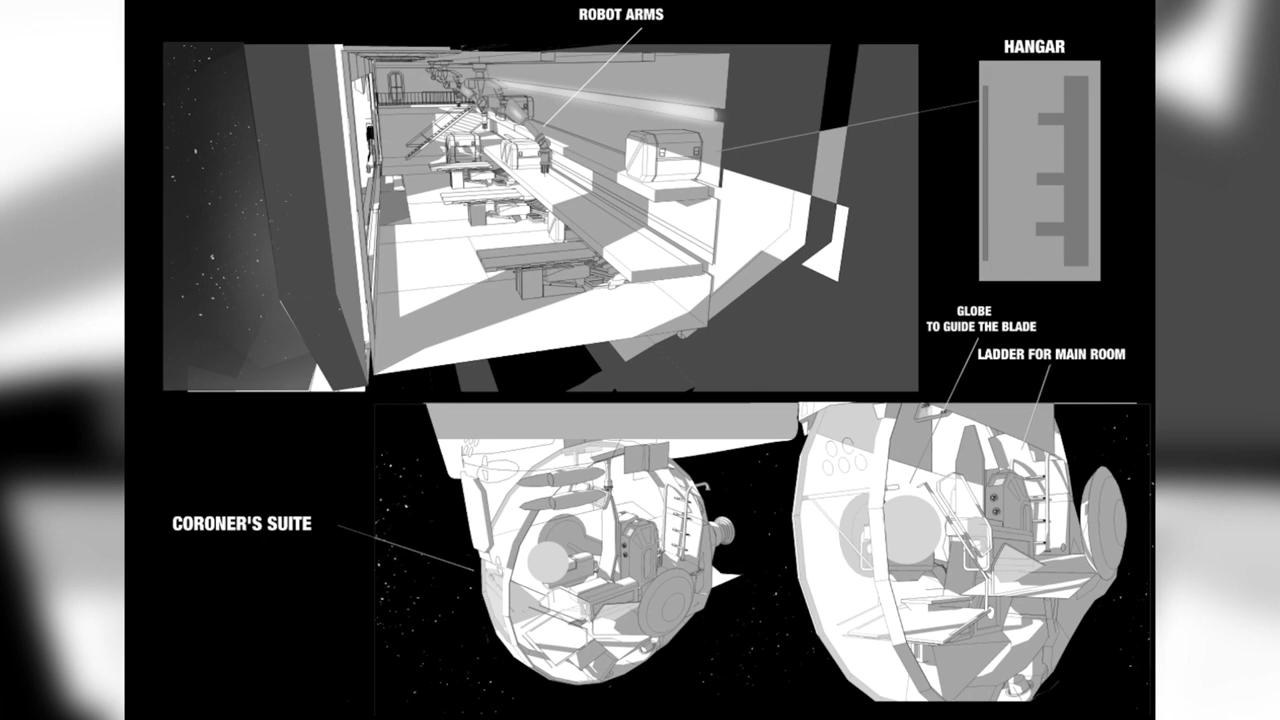 ROBOT ARMS
HANGAR
GLOBE
TO GUIDE THE BLADE
LADDER FOR MAIN ROOM
CORONER'S SUITE